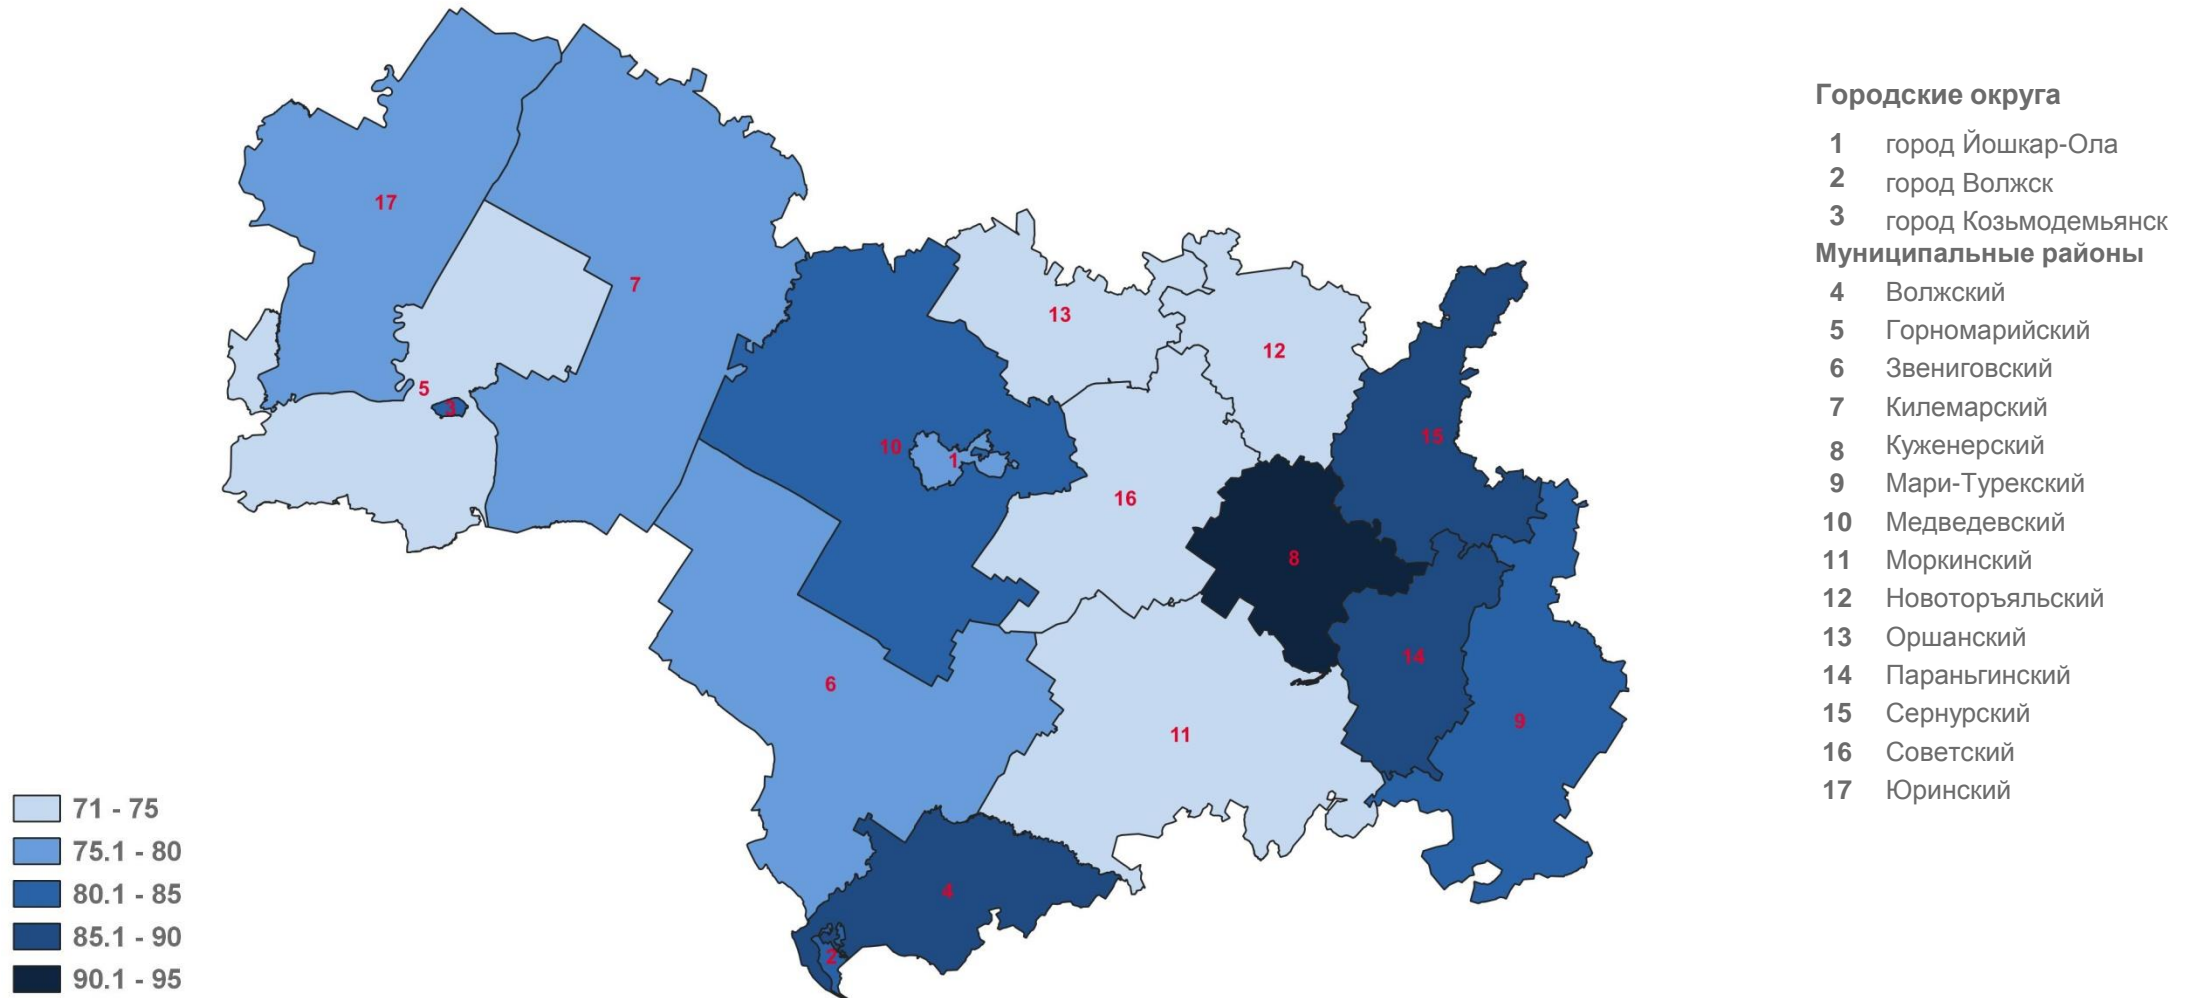 17
7
13
12
5
3
10
1
15
16
8
14
6
9
11
4
2
71 - 75
75.1 - 80
80.1 - 85
85.1 - 90
90.1 - 95
Городские округа
1 город Йошкар-Ола
2 город Волжск
3 город Козьмодемьянск
Муниципальные районы
4 Волжский
5 Горномарийский
6 Звениговский
7 Килемарский
8 Куженерский
9 Мари-Турекский
10 Медведевский
11 Моркинский
12 Новоторъяльский
13 Оршанский
14 Параньгинский
15 Сернурский
16 Советский
17 Юринский